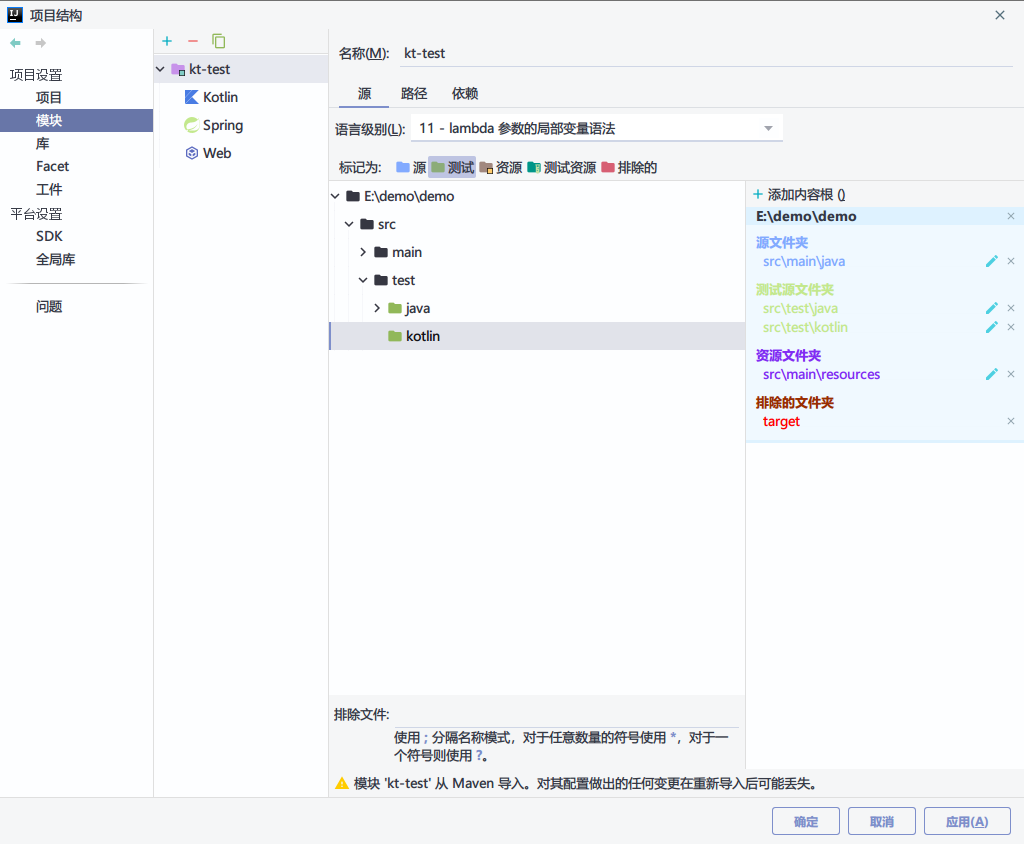 项目结构
项目设置
项目
模块
库
Facet
工件
平台设置
SDK
全局库
问题
kt-test
Kotlin
Spring
Web
名称(M): kt-test
源 路径 依赖
语言级别(L): 11 - lambda 参数的局部变量语法
标记为: 源 测试 资源 测试资源 排除的
E:\demo\demo
src
main
test
java
kotlin
添加内容根 ()
E:\demo\demo
源文件夹
src\main\java
测试源文件夹
src\test\java
src\test\kotlin
资源文件夹
src\main\resources
排除的文件夹
target
排除文件:
使用 ; 分隔名称模式，对于任意数量的符号使用 *，对于一
个符号则使用 ?。
模块 'kt-test' 从 Maven 导入。对其配置做出的任何变更在重新导入后可能丢失。
确定 取消 应用(A)